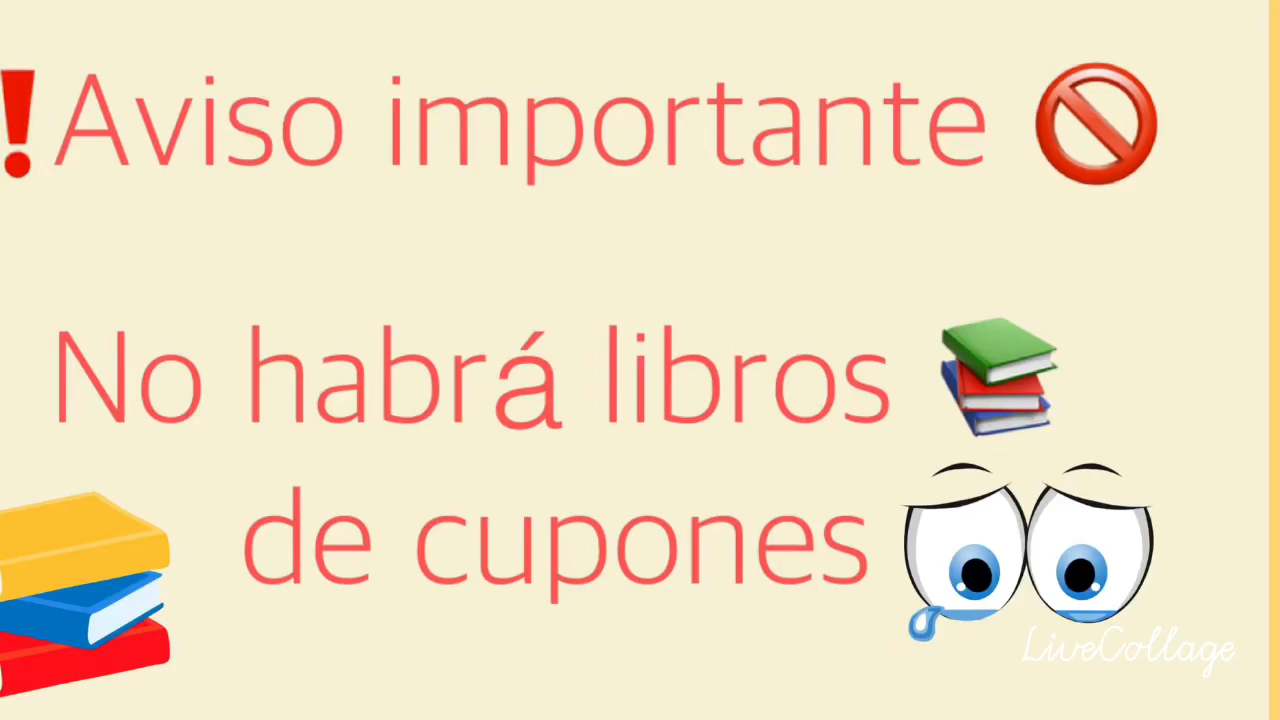 ❗Aviso importante 🚫
No habrá libros 📚
de cupones
LiveCollage